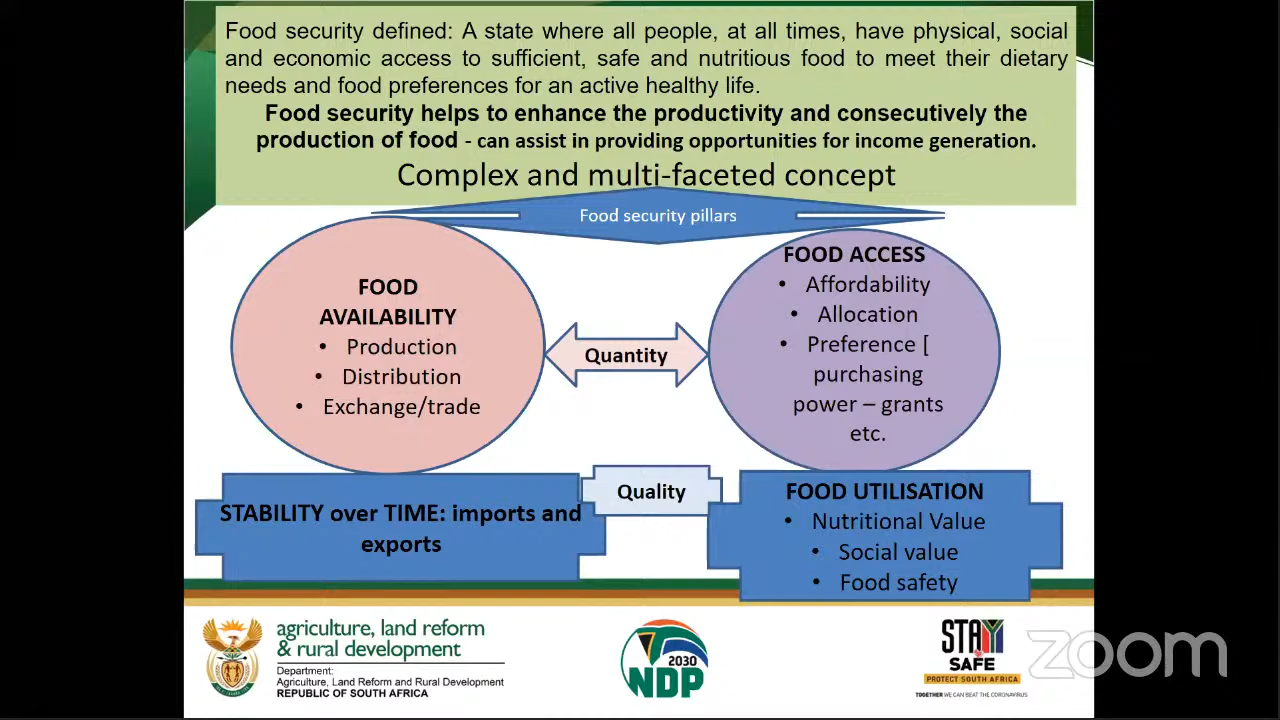 Food security defined: A state where all people, at all times, have physical, social
and economic access to sufficient, safe and nutritious food to meet their dietary
needs and food preferences for an active healthy life.
Food security helps to enhance the productivity and consecutively the
production of food - can assist in providing opportunities for income generation.
Complex and multi-faceted concept
Food security pillars
FOOD
AVAILABILITY
• Production
• Distribution
• Exchange/trade
Quantity
FOOD ACCESS
• Affordability
• Allocation
• Preference [
purchasing
power – grants
etc.
STABILITY over TIME: imports and
exports
Quality
FOOD UTILISATION
• Nutritional Value
• Social value
• Food safety
agriculture, land reform
& rural development
Department:
Agriculture, Land Reform and Rural Development
REPUBLIC OF SOUTH AFRICA
2030
NDP
STAY
SAFE
PROTECT SOUTH AFRICA
TOGETHER WE CAN BEAT THE CORONAVIRUS
zoom